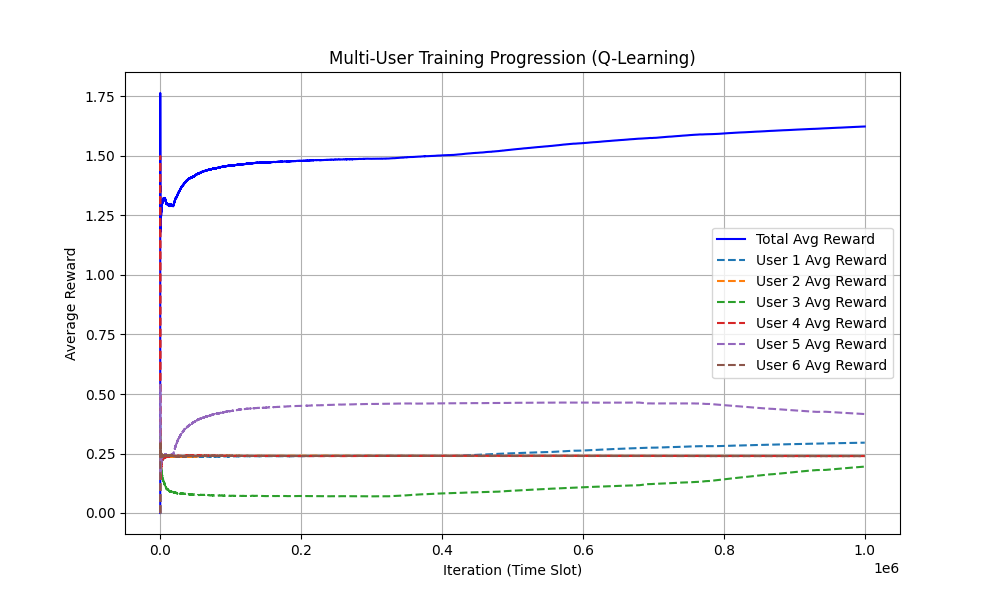 Multi-User Training Progression (Q-Learning)
Average Reward
1.75
1.50
1.25
1.00
0.75
0.50
0.25
0.00
Total Avg Reward
User 1 Avg Reward
User 2 Avg Reward
User 3 Avg Reward
User 4 Avg Reward
User 5 Avg Reward
User 6 Avg Reward
0.0 0.2 0.4 0.6 0.8 1.0
1e6
Iteration (Time Slot)